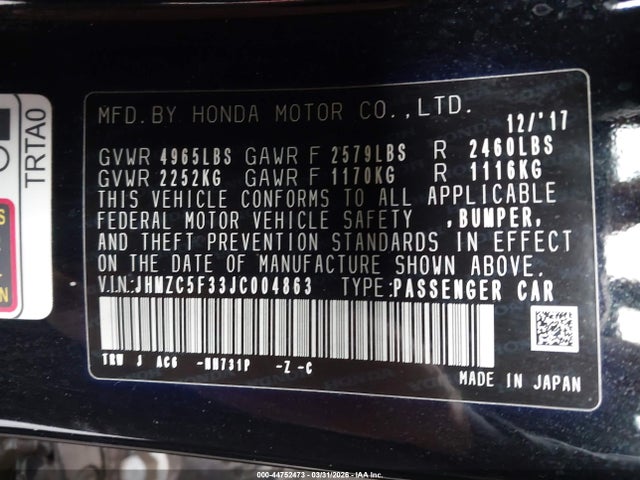 MFD.BY HONDA MOTOR CO.,LTD.
12/'17
GVWR 4965LBS GAWR F 2579LBS R 2460LBS
GVWR 2252KG GAWR F 1170KG R 1116KG
THIS VEHICLE CONFORMS TO ALL APPLICABLE
FEDERAL MOTOR VEHICLE SAFETY ,BUMPER,
AND THEFT PREVENTION STANDARDS IN EFFECT
ON THE DATE OF MANUFACTURE SHOWN ABOVE.
V.I.N.:JHMZC5F33JC004863 TYPE:PASSENGER CAR
TRW J AC6 -NH731P -Z -C
MADE IN JAPAN
TRTA0
000-44752473 - 03/31/2026 - IAA Inc.